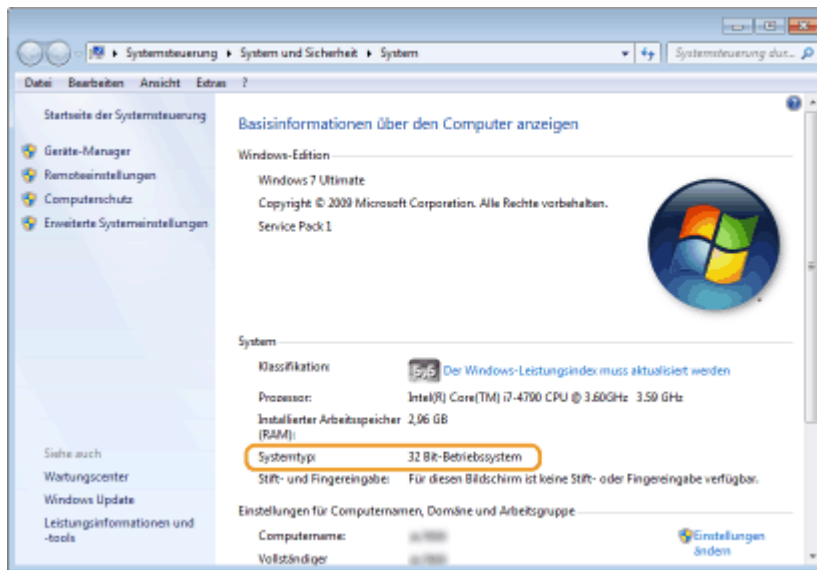 Systemsteuerung ▸ System und Sicherheit ▸ System
Systemsteuerung dur...
Datei Bearbeiten Ansicht Extras ?
Startseite der Systemsteuerung
Geräte-Manager
Remoteeinstellungen
Computerschutz
Erweiterte Systemeinstellungen
Siehe auch
Wartungscenter
Windows Update
Leistungsinformationen und
-tools
Basisinformationen über den Computer anzeigen
Windows-Edition
Windows 7 Ultimate
Copyright © 2009 Microsoft Corporation. Alle Rechte vorbehalten.
Service Pack 1
System
Klassifikation: 5,5 Der Windows-Leistungsindex muss aktualisiert werden
Prozessor: Intel(R) Core(TM) i7-4790 CPU @ 3.60GHz 3.59 GHz
Installierter Arbeitsspeicher 2,96 GB
(RAM):
Systemtyp: 32 Bit-Betriebssystem
Stift- und Fingereingabe: Für diesen Bildschirm ist keine Stift- oder Fingereingabe verfügbar.
Einstellungen für Computernamen, Domäne und Arbeitsgruppe
Computername:
Einstellungen
ändern
Vollständiger